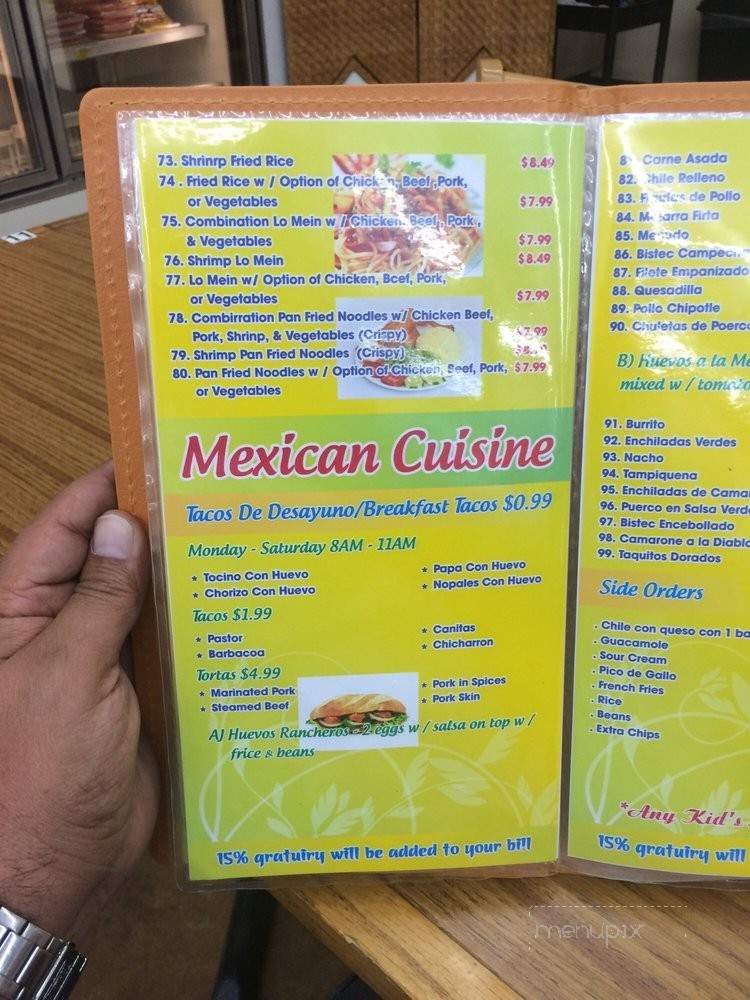 73. Shrinrp Fried Rice $8.49
74 . Fried Rice w / Option of Chicken, Beef ,Pork,
or Vegetables $7.99
75. Combination Lo Mein w / Chicken. Beef , Pork ,
& Vegetables $7.99
76. Shrimp Lo Mein $8.49
77. Lo Mein w/ Option of Chicken, Bcef, Pork,
or Vegetables $7.99
78. Combirration Pan Fried Noodles w/ Chicken Beef,
Pork, Shrinp, & Vegetables (Crispy) $7.99
79. Shrimp Pan Fried Noodles (Crispy)
80. Pan Fried Noodles w / Option of Chicken, Beef, Pork, $7.99
or Vegetables
Mexican Cuisine
Tacos De Desayuno/Breakfast Tacos $0.99
Monday - Saturday 8AM - 11AM
* Tocino Con Huevo * Papa Con Huevo
* Chorizo Con Huevo * Nopales Con Huevo
Tacos $1.99
* Pastor * Canitas
* Barbacoa * Chicharron
Tortas $4.99
* Marinated Pork * Pork in Spices
* Steamed Beef * Pork Skin
A) Huevos Rancheros - 2 eggs w / salsa on top w /
frice & beans
15% gratuiry will be added to your bill
Carne Asada
82. Chile Relleno
83. de Pollo
84. Mojarra Firta
85. Menudo
86. Bistec
87. Filete Empanizado
88. Quesadilla
89. Pollo Chipotle
90. Chuletas de
B) Huevos a la
mixed w /
91. Burrito
92. Enchiladas Verdes
93. Nacho
94. Tampiquena
95. Enchiladas de
96. Puerco en Salsa
97. Bistec Encebollado
98. Camarone a la
99. Taquitos Dorados
Side Orders
. Chile con queso con 1
. Guacamole
. Sour Cream
. Pico de Gallo
. French Fries
. Rice
. Beans
. Extra Chips
*Any Kid's
15% gratuiry will
11
menupix